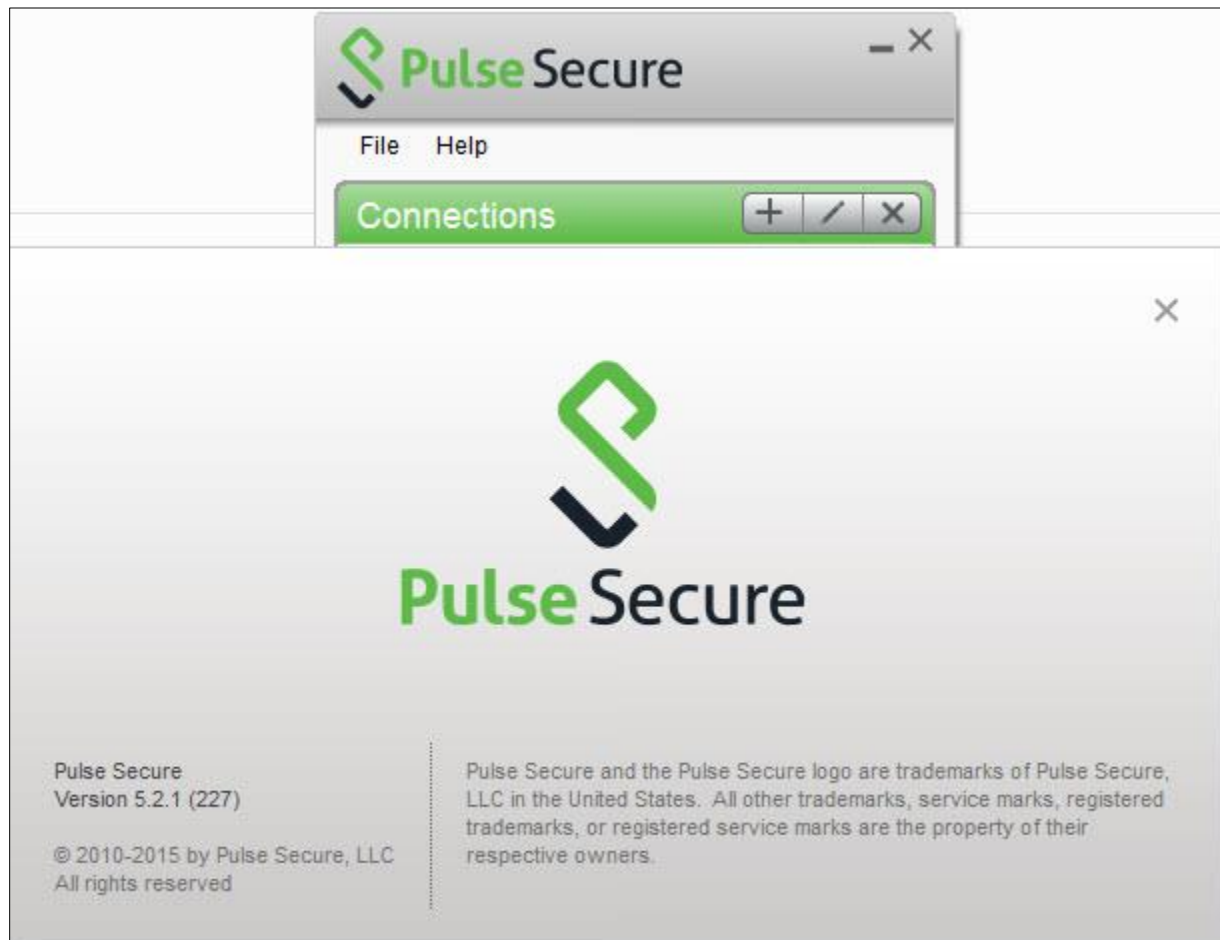 Pulse Secure
File Help
Connections
Pulse Secure
Pulse Secure
Version 5.2.1 (227)
© 2010-2015 by Pulse Secure, LLC
All rights reserved
Pulse Secure and the Pulse Secure logo are trademarks of Pulse Secure,
LLC in the United States. All other trademarks, service marks, registered
trademarks, or registered service marks are the property of their
respective owners.